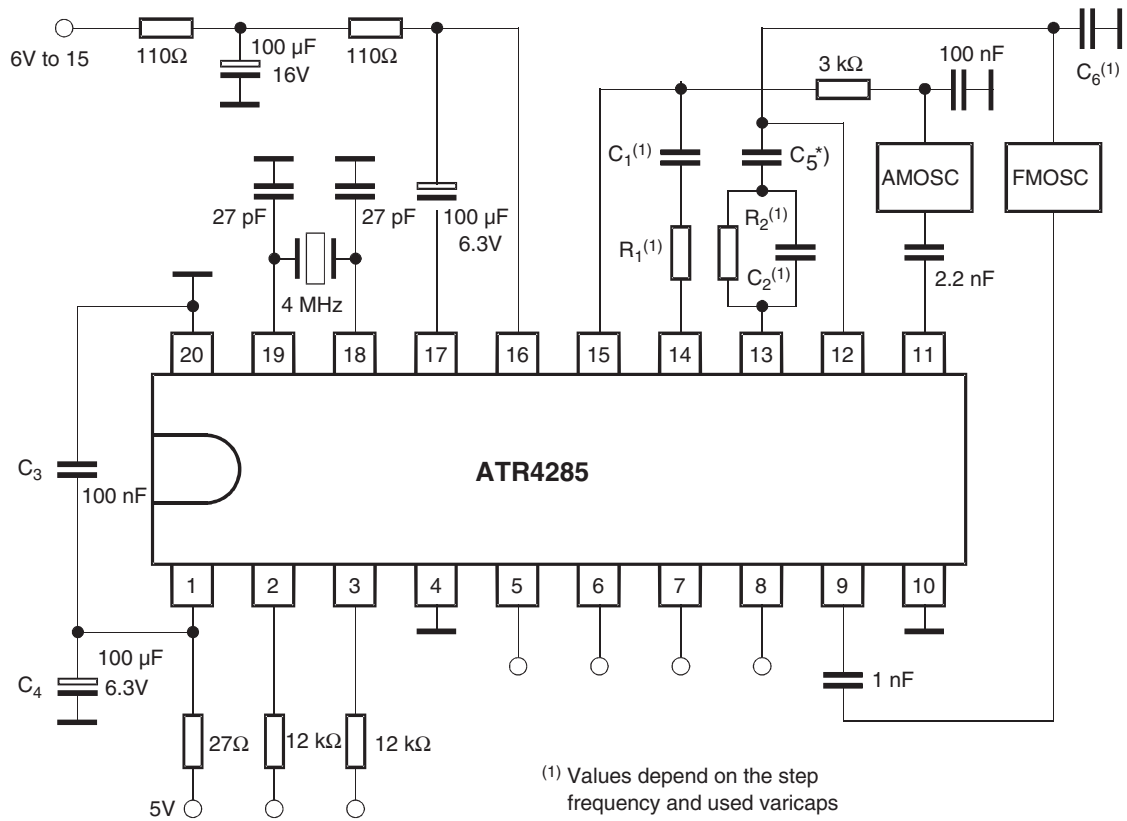 6V to 15
110Ω
100 µF
16V
110Ω
3 kΩ
100 nF
C6(1)
C1(1)
C5*)
AMOSC
FMOSC
27 pF
27 pF
100 µF
6.3V
R1(1)
R2(1)
C2(1)
2.2 nF
4 MHz
20
19
18
17
16
15
14
13
12
11
ATR4285
C3
100 nF
1
2
3
4
5
6
7
8
9
10
100 µF
6.3V
C4
1 nF
27Ω
12 kΩ
12 kΩ
5V
(1) Values depend on the step
frequency and used varicaps